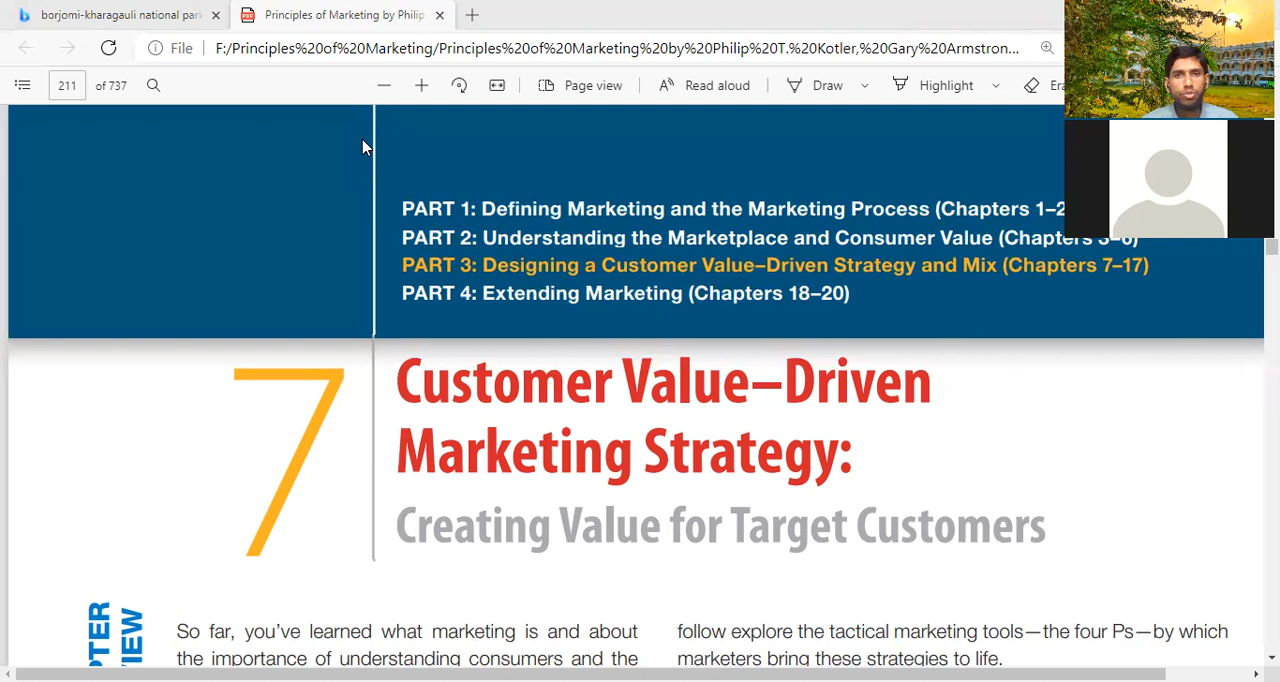 borjomi-kharagauli national par
Principles of Marketing by Philip
File
F:/Principles%20of%20Marketing/Principles%20of%20Marketing%20by%20Philip%20T.%20Kotler,%20Gary%20Armstron...
211 of 737
Page view
Read aloud
Draw
Highlight
Era
PART 1: Defining Marketing and the Marketing Process (Chapters 1–2
PART 2: Understanding the Marketplace and Consumer Value (Chapters 3–6)
PART 3: Designing a Customer Value–Driven Strategy and Mix (Chapters 7–17)
PART 4: Extending Marketing (Chapters 18–20)
7
Customer Value–Driven
Marketing Strategy:
Creating Value for Target Customers
PTER
VIEW
So far, you’ve learned what marketing is and about
the importance of understanding consumers and the
follow explore the tactical marketing tools—the four Ps—by which
marketers bring these strategies to life.